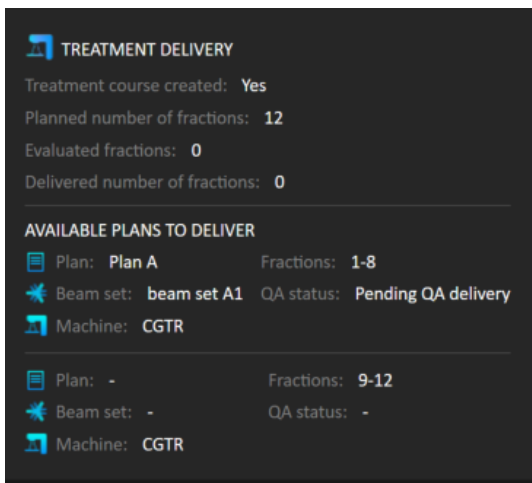 TREATMENT DELIVERY
Treatment course created: Yes
Planned number of fractions: 12
Evaluated fractions: 0
Delivered number of fractions: 0
AVAILABLE PLANS TO DELIVER
Plan: Plan A Fractions: 1-8
Beam set: beam set A1 QA status: Pending QA delivery
Machine: CGTR
Plan: - Fractions: 9-12
Beam set: - QA status: -
Machine: CGTR